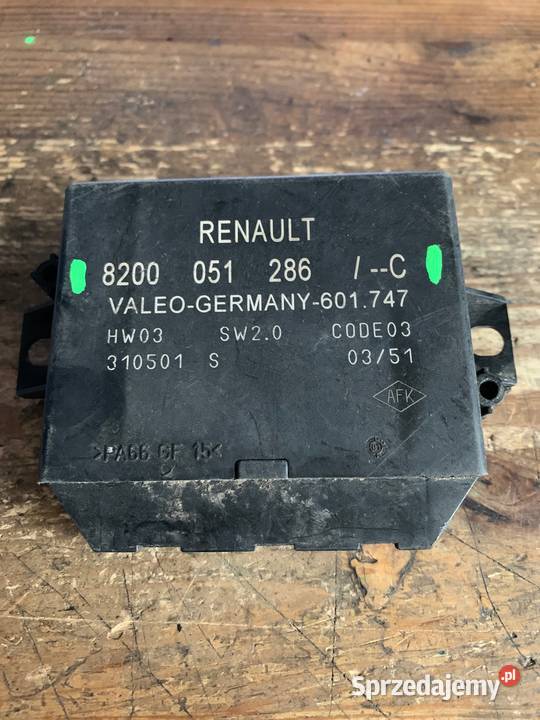 RENAULT
8200 051 286 /--C
VALEO-GERMANY-601.747
HW03 SW2.0 CODE03
310501 S 03/51
AFK
>PA66 GF 15<
Sprzedajemy.pl